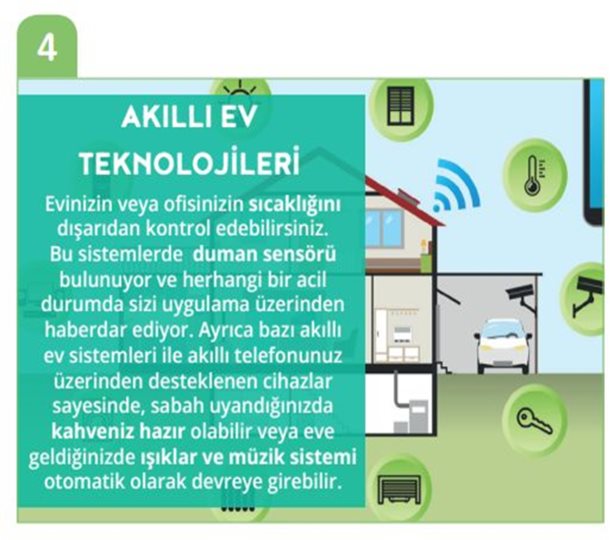 4
AKILLI EV
TEKNOLOJİLERİ
Evinizin veya ofisinizin sıcaklığını
dışarıdan kontrol edebilirsiniz.
Bu sistemlerde duman sensörü
bulunuyor ve herhangi bir acil
durumda sizi uygulama üzerinden
haberdar ediyor. Ayrıca bazı akıllı
ev sistemleri ile akıllı telefonunuz
üzerinden desteklenen cihazlar
sayesinde, sabah uyandığınızda
kahveniz hazır olabilir veya eve
geldiğinizde ışıklar ve müzik sistemi
otomatik olarak devreye girebilir.